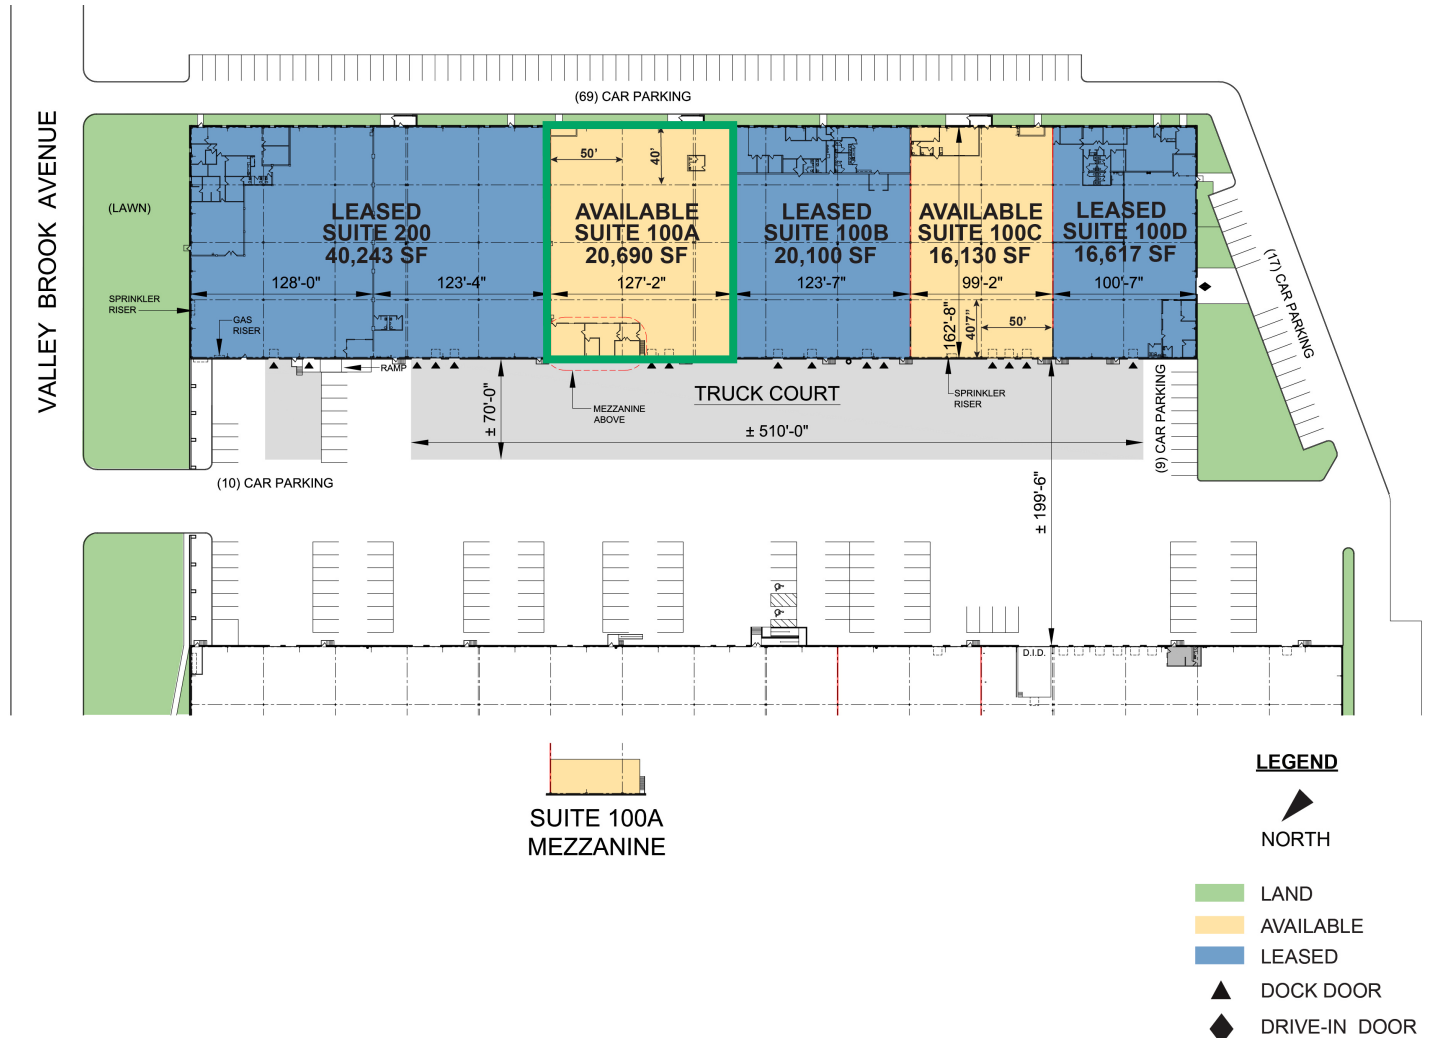 (69) CAR PARKING
VALLEY BROOK AVENUE
(LAWN)
50'
40'
LEASED
SUITE 200
40,243 SF
AVAILABLE
SUITE 100A
20,690 SF
LEASED
SUITE 100B
20,100 SF
AVAILABLE
SUITE 100C
16,130 SF
LEASED
SUITE 100D
16,617 SF
128'-0"
123'-4"
127'-2"
123'-7"
99'-2"
100'-7"
(17) CAR PARKING
SPRINKLER
RISER
GAS
RISER
162'-8"
40'7"
50'
RAMP
TRUCK COURT
MEZZANINE
ABOVE
SPRINKLER
RISER
± 70'-0"
± 510'-0"
(9) CAR PARKING
(10) CAR PARKING
± 199'-6"
D.I.D.
SUITE 100A
MEZZANINE
LEGEND
NORTH
LAND
AVAILABLE
LEASED
DOCK DOOR
DRIVE-IN DOOR